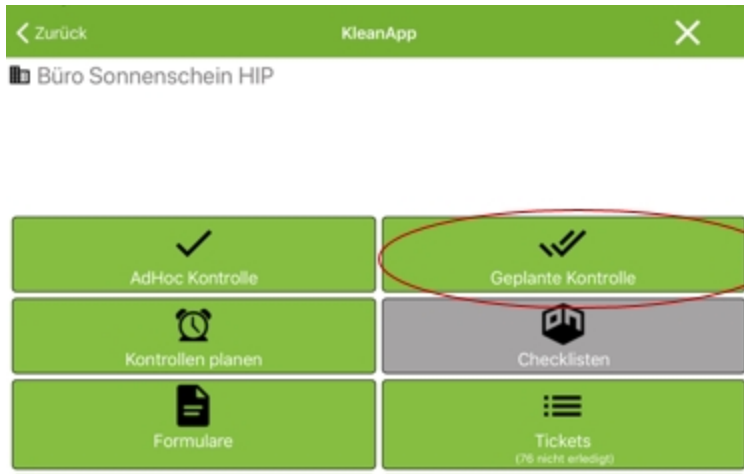 Zurück
KleanApp
Büro Sonnenschein HIP
AdHoc Kontrolle
Geplante Kontrolle
Kontrollen planen
Checklisten
Formulare
Tickets
(76 nicht erledigt)